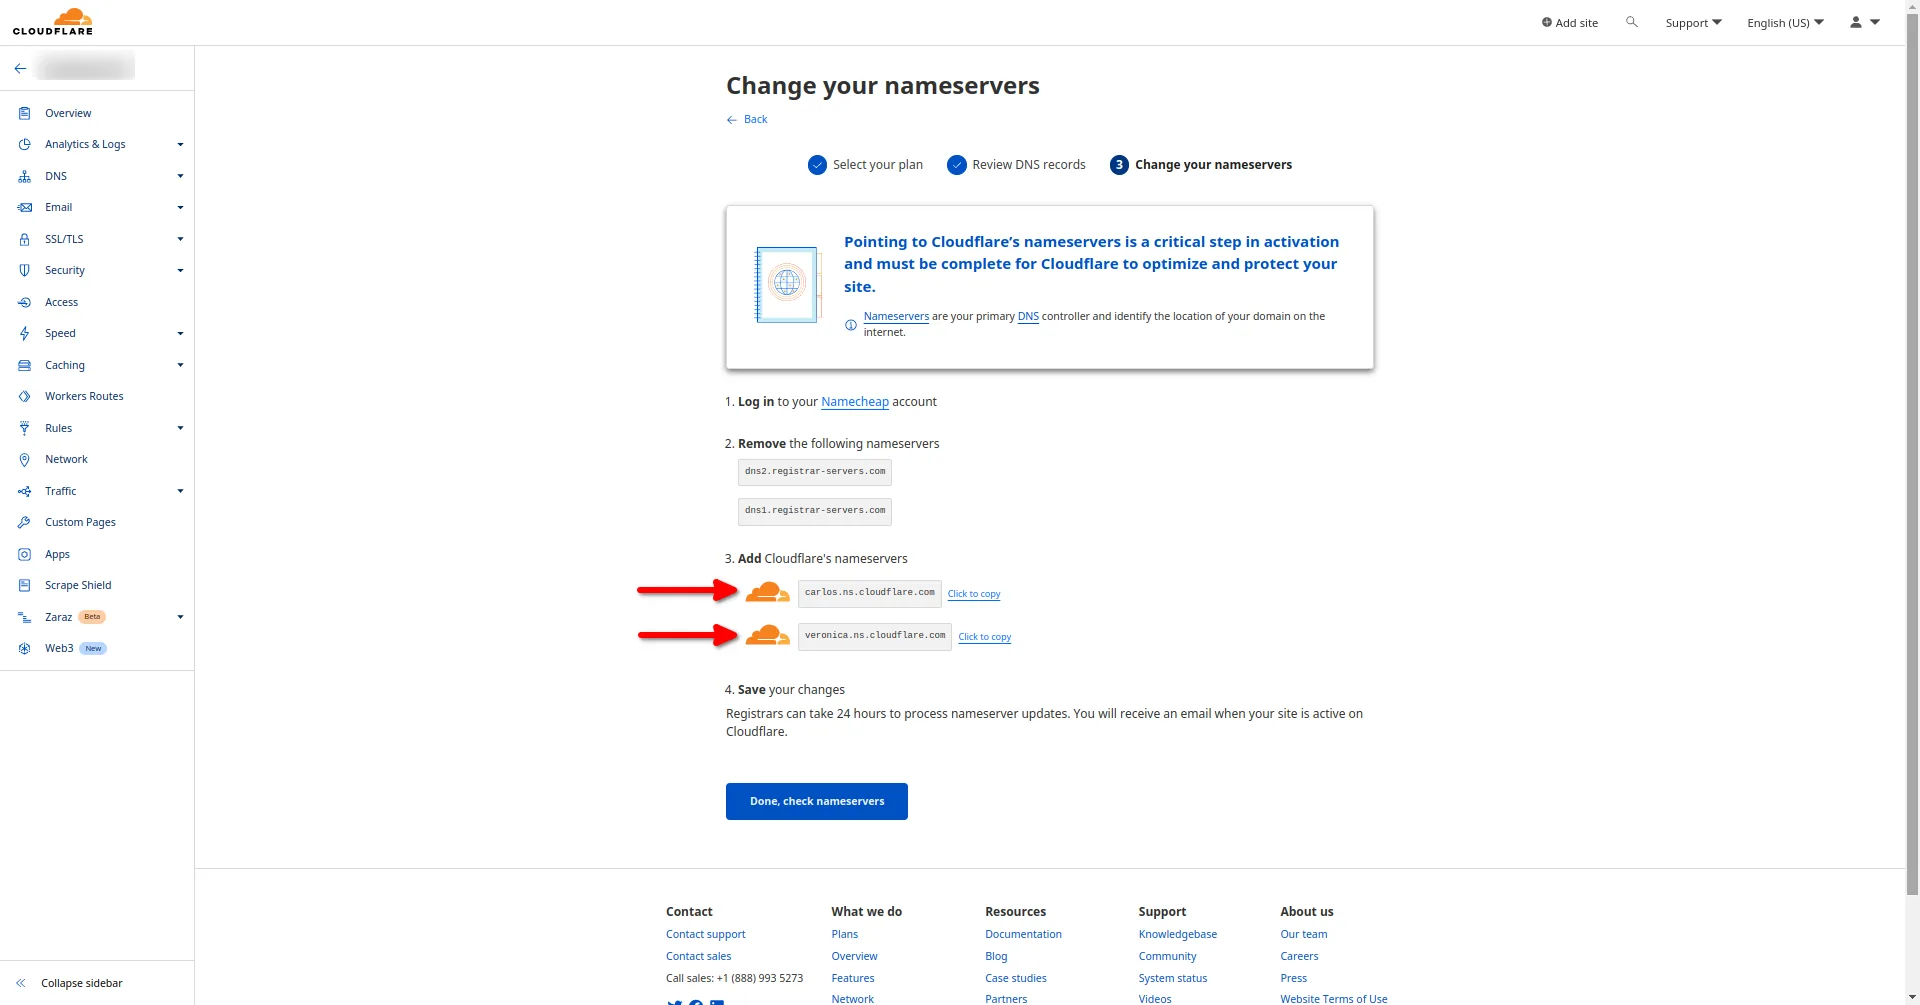 CLOUDFLARE
Add site
Support
English (US)
Overview
Analytics & Logs
DNS
Email
SSL/TLS
Security
Access
Speed
Caching
Workers Routes
Rules
Network
Traffic
Custom Pages
Apps
Scrape Shield
Zaraz Beta
Web3 New
Collapse sidebar
Change your nameservers
Back
Select your plan
Review DNS records
3 Change your nameservers
Pointing to Cloudflare’s nameservers is a critical step in activation
and must be complete for Cloudflare to optimize and protect your
site.
Nameservers are your primary DNS controller and identify the location of your domain on the
internet.
1. Log in to your Namecheap account
2. Remove the following nameservers
dns2.registrar-servers.com
dns1.registrar-servers.com
3. Add Cloudflare's nameservers
carlos.ns.cloudflare.com Click to copy
veronica.ns.cloudflare.com Click to copy
4. Save your changes
Registrars can take 24 hours to process nameserver updates. You will receive an email when your site is active on
Cloudflare.
Done, check nameservers
Contact
Contact support
Contact sales
Call sales: +1 (888) 993 5273
What we do
Plans
Overview
Features
Network
Resources
Documentation
Blog
Case studies
Partners
Support
Knowledgebase
Community
System status
Videos
About us
Our team
Careers
Press
Website Terms of Use